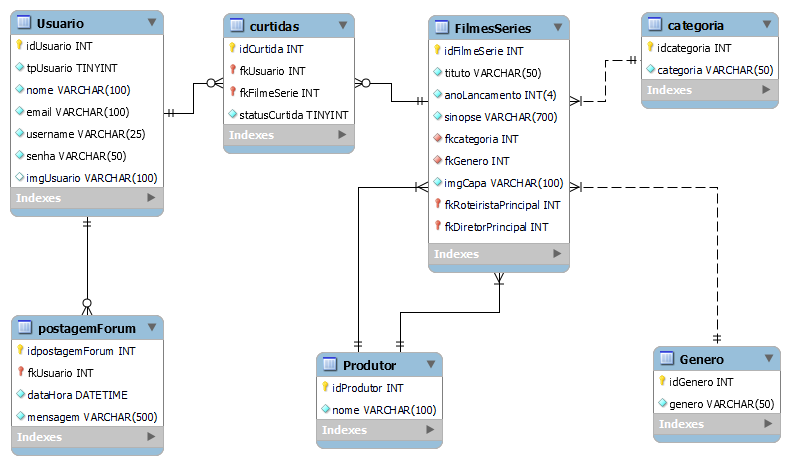 Usuario
idUsuario INT
tpUsuario TINYINT
nome VARCHAR(100)
email VARCHAR(100)
username VARCHAR(25)
senha VARCHAR(50)
imgUsuario VARCHAR(100)
Indexes
curtidas
idCurtida INT
fkUsuario INT
fkFilmeSerie INT
statusCurtida TINYINT
Indexes
FilmesSeries
idFilmeSerie INT
tituto VARCHAR(50)
anoLancamento INT(4)
sinopse VARCHAR(700)
fkcategoria INT
fkGenero INT
imgCapa VARCHAR(100)
fkRoteiristaPrincipal INT
fkDiretorPrincipal INT
Indexes
categoria
idcategoria INT
categoria VARCHAR(50)
Indexes
postagemForum
idpostagemForum INT
fkUsuario INT
dataHora DATETIME
mensagem VARCHAR(500)
Indexes
Produtor
idProdutor INT
nome VARCHAR(100)
Indexes
Genero
idGenero INT
genero VARCHAR(50)
Indexes